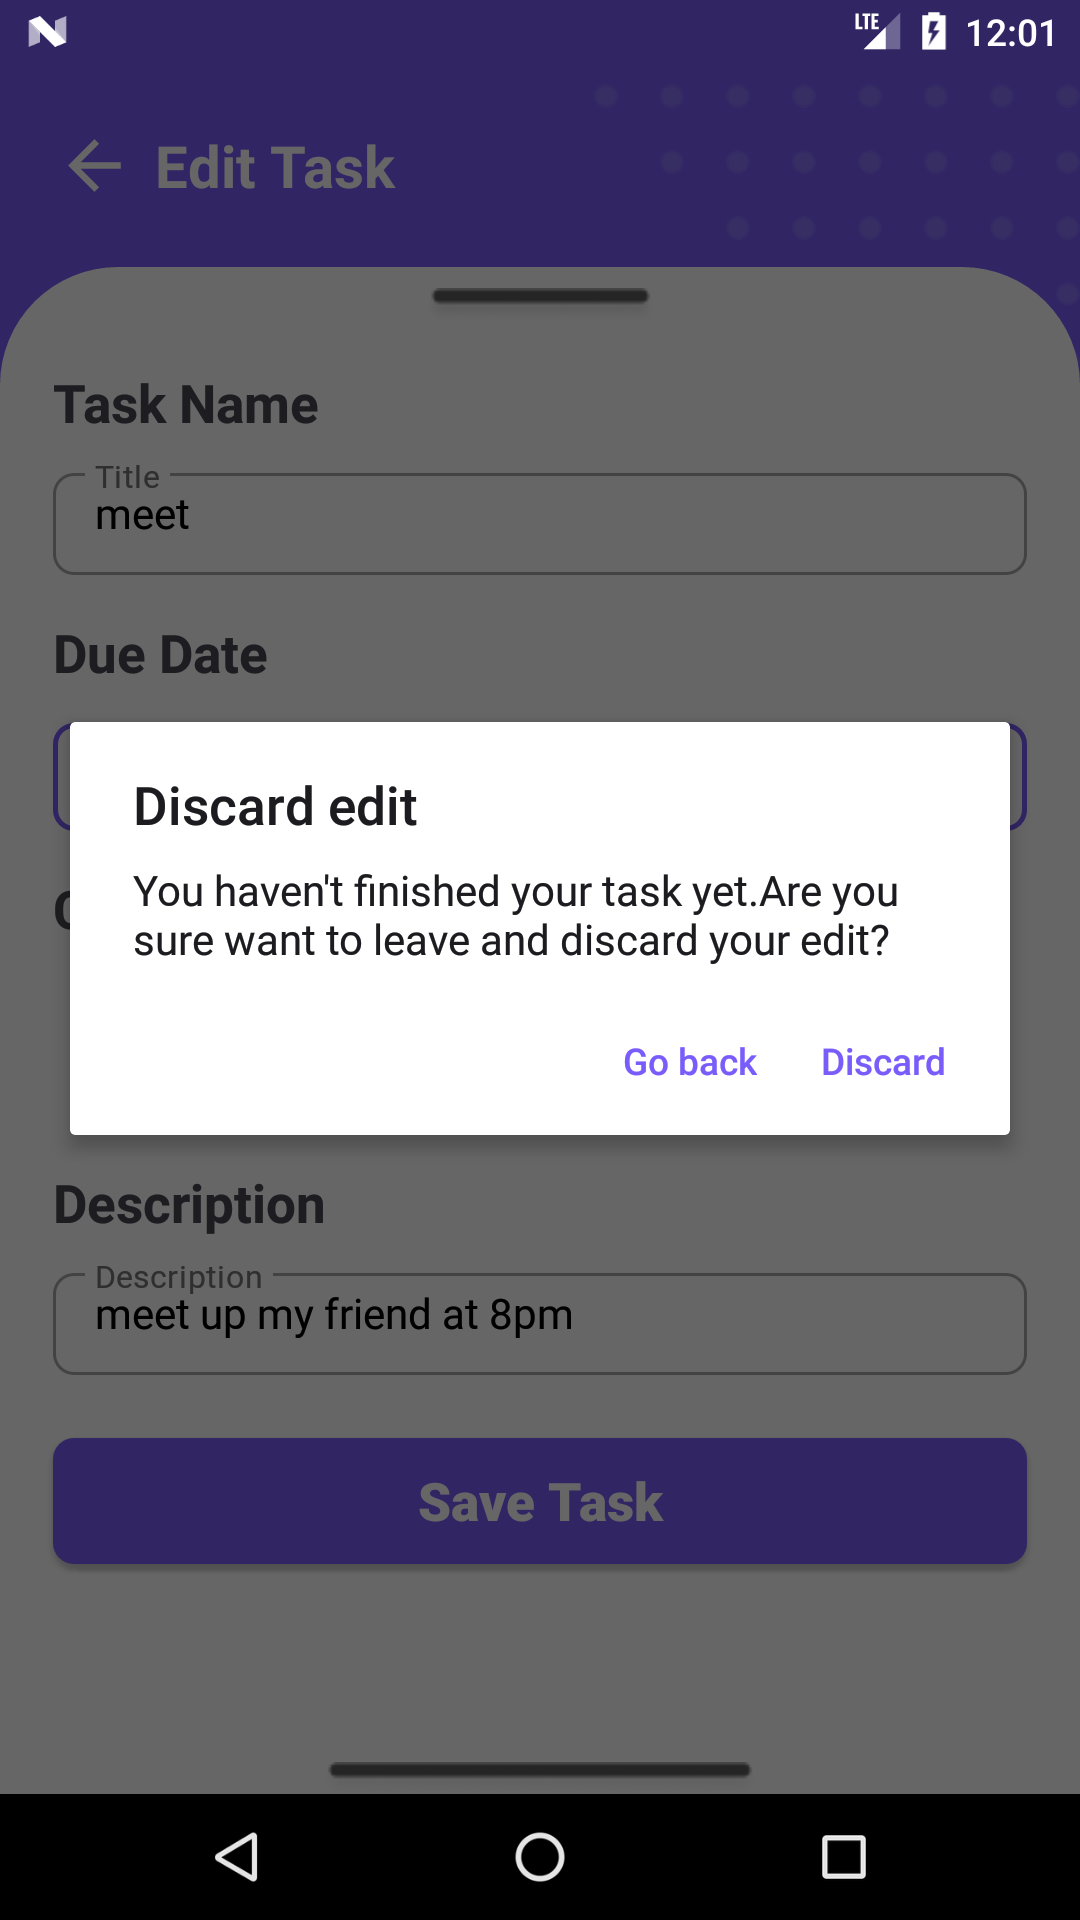 LTE 12:01
Edit Task
Task Name
Title
meet
Due Date
Discard edit
You haven't finished your task yet.Are you
sure want to leave and discard your edit?
Go back Discard
Description
Description
meet up my friend at 8pm
Save Task